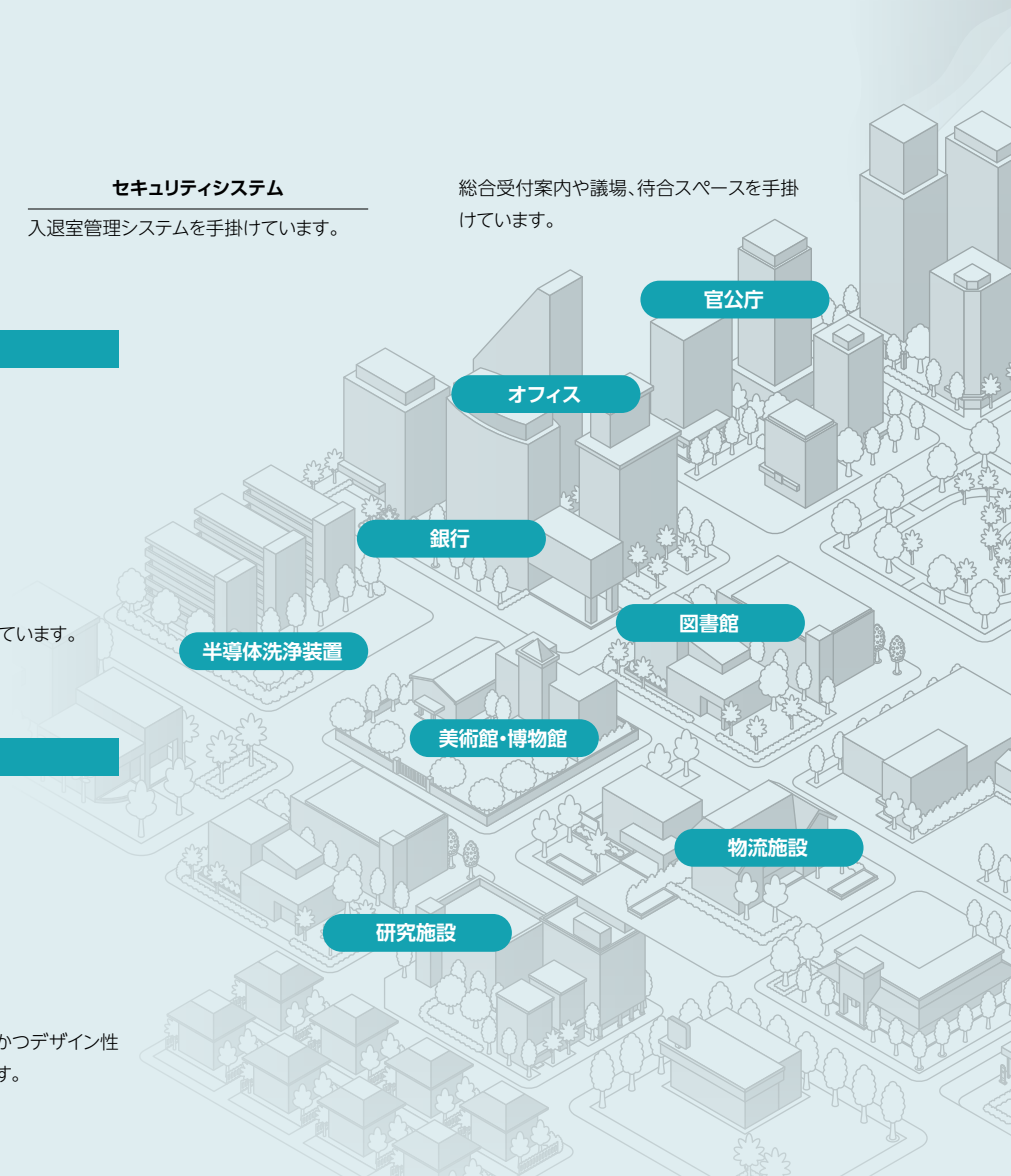 セキュリティシステム
入退室管理システムを手掛けています。
総合受付案内や議場、待合スペースを手掛
けています。
官公庁
オフィス
銀行
図書館
ています。
半導体洗浄装置
美術館・博物館
物流施設
研究施設
かつデザイン性
す。